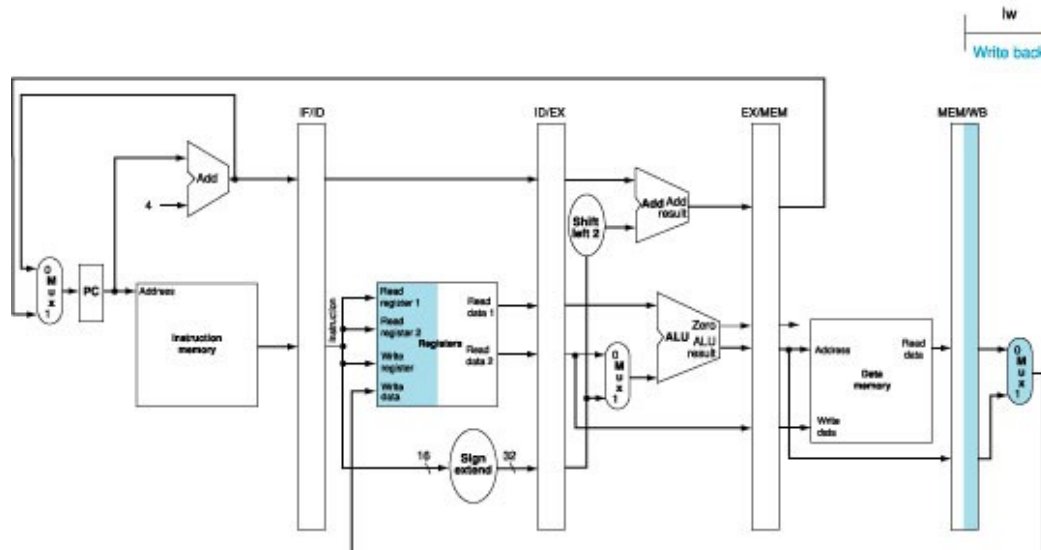 lw
Write back
IF/ID
ID/EX
EX/MEM
MEM/WB
Add
4
Shift
left 2
Add
Add
result
0
M
u
x
1
PC
Address
Instruction
memory
Instruction
Read
register 1
Read
register 2
Write
register
Write
data
Registers
Read
data 1
Read
data 2
0
M
u
x
1
Zero
ALU
ALU
result
Address
Read
data
Data
memory
Write
data
0
M
u
x
1
16
Sign
extend
32